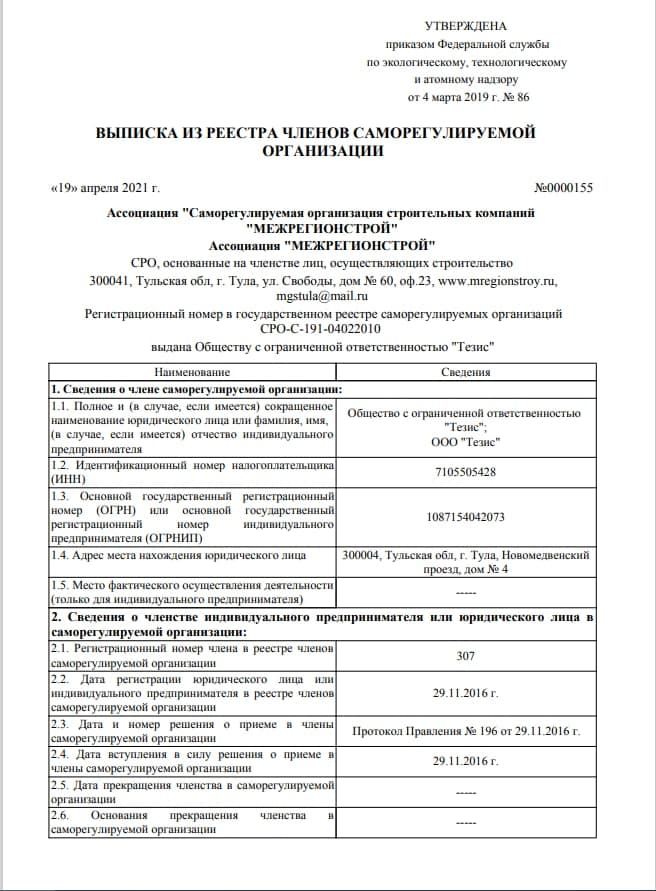 УТВЕРЖДЕНА
приказом Федеральной службы
по экологическому, технологическому
и атомному надзору
от 4 марта 2019 г. № 86
ВЫПИСКА ИЗ РЕЕСТРА ЧЛЕНОВ САМОРЕГУЛИРУЕМОЙ
ОРГАНИЗАЦИИ
«19» апреля 2021 г. №0000155
Ассоциация "Саморегулируемая организация строительных компаний
"МЕЖРЕГИОНСТРОЙ"
Ассоциация "МЕЖРЕГИОНСТРОЙ"
СРО, основанные на членстве лиц, осуществляющих строительство
300041, Тульская обл, г. Тула, ул. Свободы, дом № 60, оф.23, www.mregionstroy.ru,
mgstula@mail.ru
Регистрационный номер в государственном реестре саморегулируемых организаций
СРО-С-191-04022010
выдана Обществу с ограниченной ответственностью "Тезис"
Наименование Сведения
1. Сведения о члене саморегулируемой организации:
1.1. Полное и (в случае, если имеется) сокращенное
наименование юридического лица или фамилия, имя,
(в случае, если имеется) отчество индивидуального
предпринимателя
Общество с ограниченной ответственностью
"Тезис";
ООО "Тезис"
1.2. Идентификационный номер налогоплательщика
(ИНН)
7105505428
1.3. Основной государственный регистрационный
номер (ОГРН) или основной государственный
регистрационный номер индивидуального
предпринимателя (ОГРНИП)
1087154042073
1.4. Адрес места нахождения юридического лица
300004, Тульская обл, г. Тула, Новомедвенский
проезд, дом № 4
1.5. Место фактического осуществления деятельности
(только для индивидуального предпринимателя)
-----
2. Сведения о членстве индивидуального предпринимателя или юридического лица в
саморегулируемой организации:
2.1. Регистрационный номер члена в реестре членов
саморегулируемой организации
307
2.2. Дата регистрации юридического лица или
индивидуального предпринимателя в реестре членов
саморегулируемой организации
29.11.2016 г.
2.3. Дата и номер решения о приеме в члены
саморегулируемой организации
Протокол Правления № 196 от 29.11.2016 г.
2.4. Дата вступления в силу решения о приеме в
члены саморегулируемой организации
29.11.2016 г.
2.5. Дата прекращения членства в саморегулируемой
организации
-----
2.6. Основания прекращения членства в
саморегулируемой организации
-----